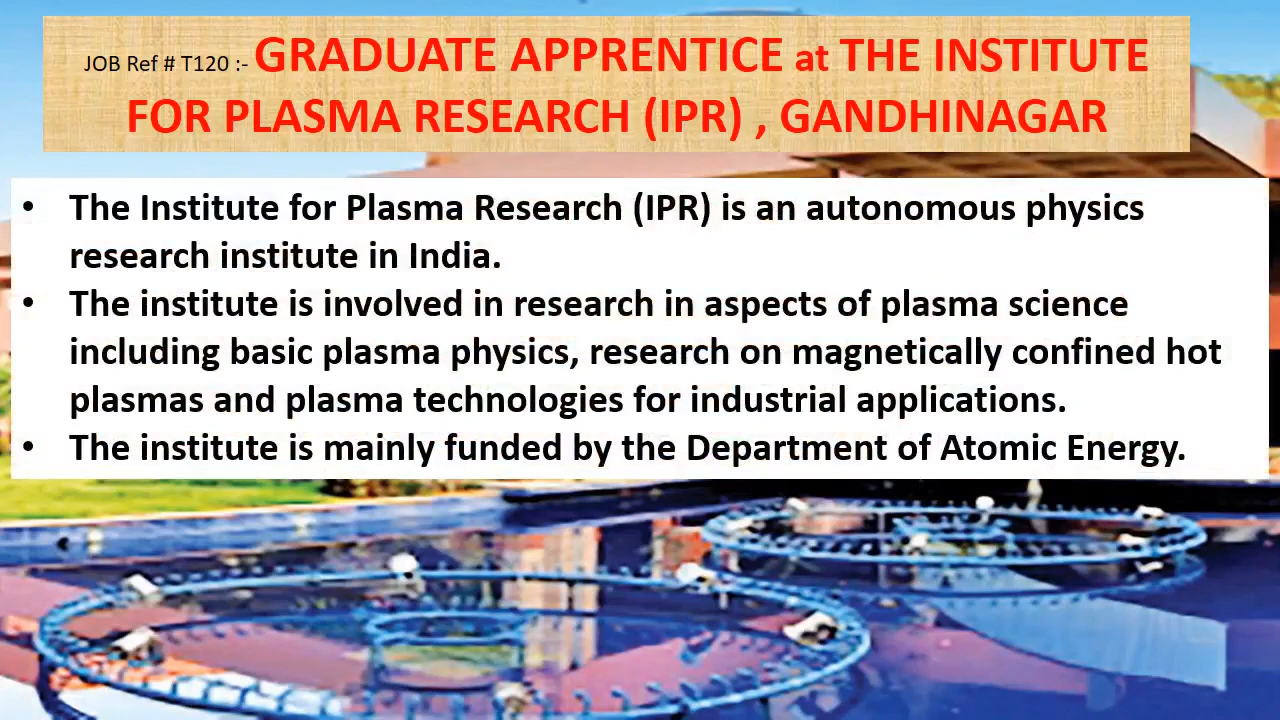 JOB Ref # T120 :- GRADUATE APPRENTICE at THE INSTITUTE
FOR PLASMA RESEARCH (IPR) , GANDHINAGAR
• The Institute for Plasma Research (IPR) is an autonomous physics
research institute in India.
• The institute is involved in research in aspects of plasma science
including basic plasma physics, research on magnetically confined hot
plasmas and plasma technologies for industrial applications.
• The institute is mainly funded by the Department of Atomic Energy.